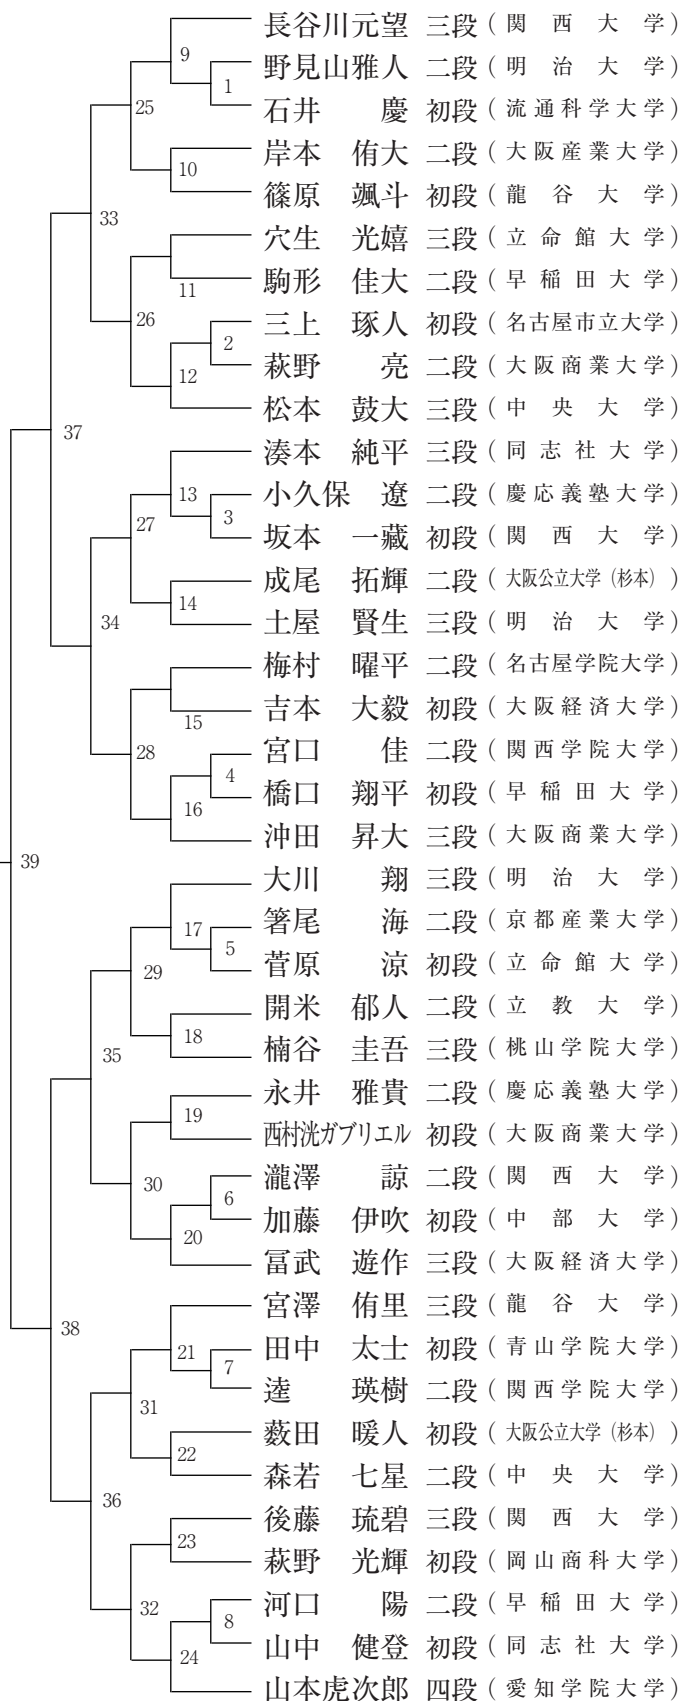 長谷川元望 三段（関西大学）
9
野見山雅人 二段（明治大学）
1
石井 慶 初段（流通科学大学）
25
岸本 侑大 二段（大阪産業大学）
10
篠原 颯斗 初段（龍谷大学）
33
穴生 光嬉 三段（立命館大学）
駒形 佳大 二段（早稲田大学）
11
26
三上 琢人 初段（名古屋市立大学）
2
萩野 亮 二段（大阪商業大学）
12
松本 鼓大 三段（中央大学）
37
湊本 純平 三段（同志社大学）
13
小久保 遼 二段（慶応義塾大学）
3
27
坂本 一藏 初段（関西大学）
成尾 拓輝 二段（大阪公立大学（杉本））
14
土屋 賢生 三段（明治大学）
34
梅村 曜平 二段（名古屋学院大学）
吉本 大毅 初段（大阪経済大学）
15
28
宮口 佳 二段（関西学院大学）
4
橋口 翔平 初段（早稲田大学）
16
沖田 昇大 三段（大阪商業大学）
39
大川 翔 三段（明治大学）
17
箸尾 海 二段（京都産業大学）
5
菅原 涼 初段（立命館大学）
29
開米 郁人 二段（立教大学）
18
楠谷 圭吾 三段（桃山学院大学）
35
永井 雅貴 二段（慶応義塾大学）
19
西村洸ガブリエル 初段（大阪商業大学）
30
瀧澤 諒 二段（関西大学）
6
加藤 伊吹 初段（中部大学）
20
冨武 遊作 三段（大阪経済大学）
宮澤 侑里 三段（龍谷大学）
38
21
田中 太士 初段（青山学院大学）
7
逵 瑛樹 二段（関西学院大学）
31
薮田 暖人 初段（大阪公立大学（杉本））
22
森若 七星 二段（中央大学）
36
後藤 琉碧 三段（関西大学）
23
萩野 光輝 初段（岡山商科大学）
32
河口 陽 二段（早稲田大学）
8
山中 健登 初段（同志社大学）
24
山本虎次郎 四段（愛知学院大学）